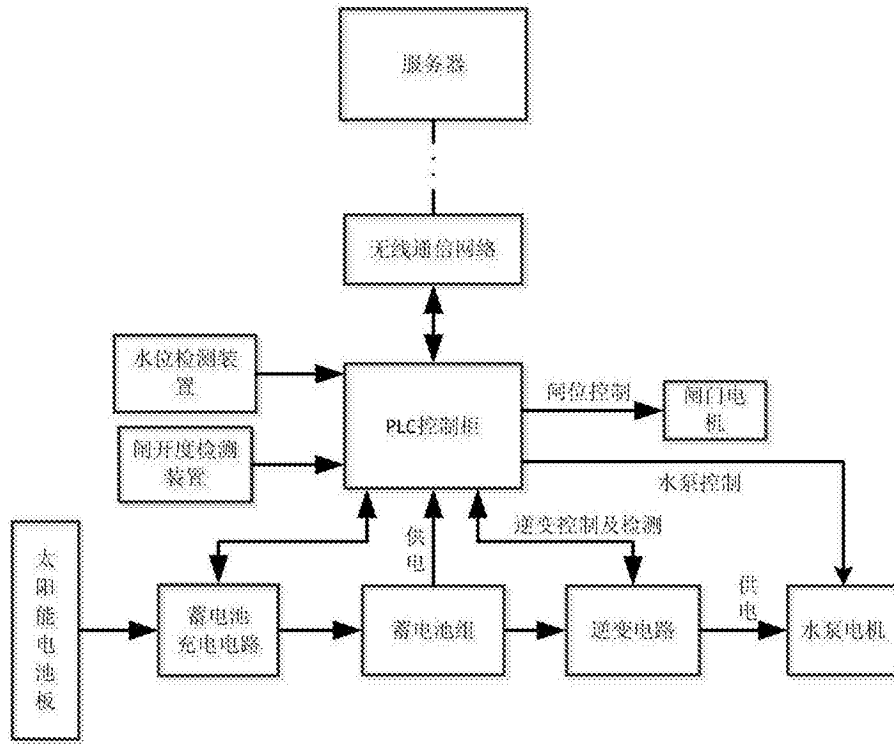 服务器
无线通信网络
水位检测装
置
PLC控制柜
闸位控制
闸门电
机
闸开度检测
装置
水泵控制
太
阳
能
电
池
板
供
电
逆变控制及检测
蓄电池
充电电路
蓄电池组
逆变电路
供
电
水泵电机